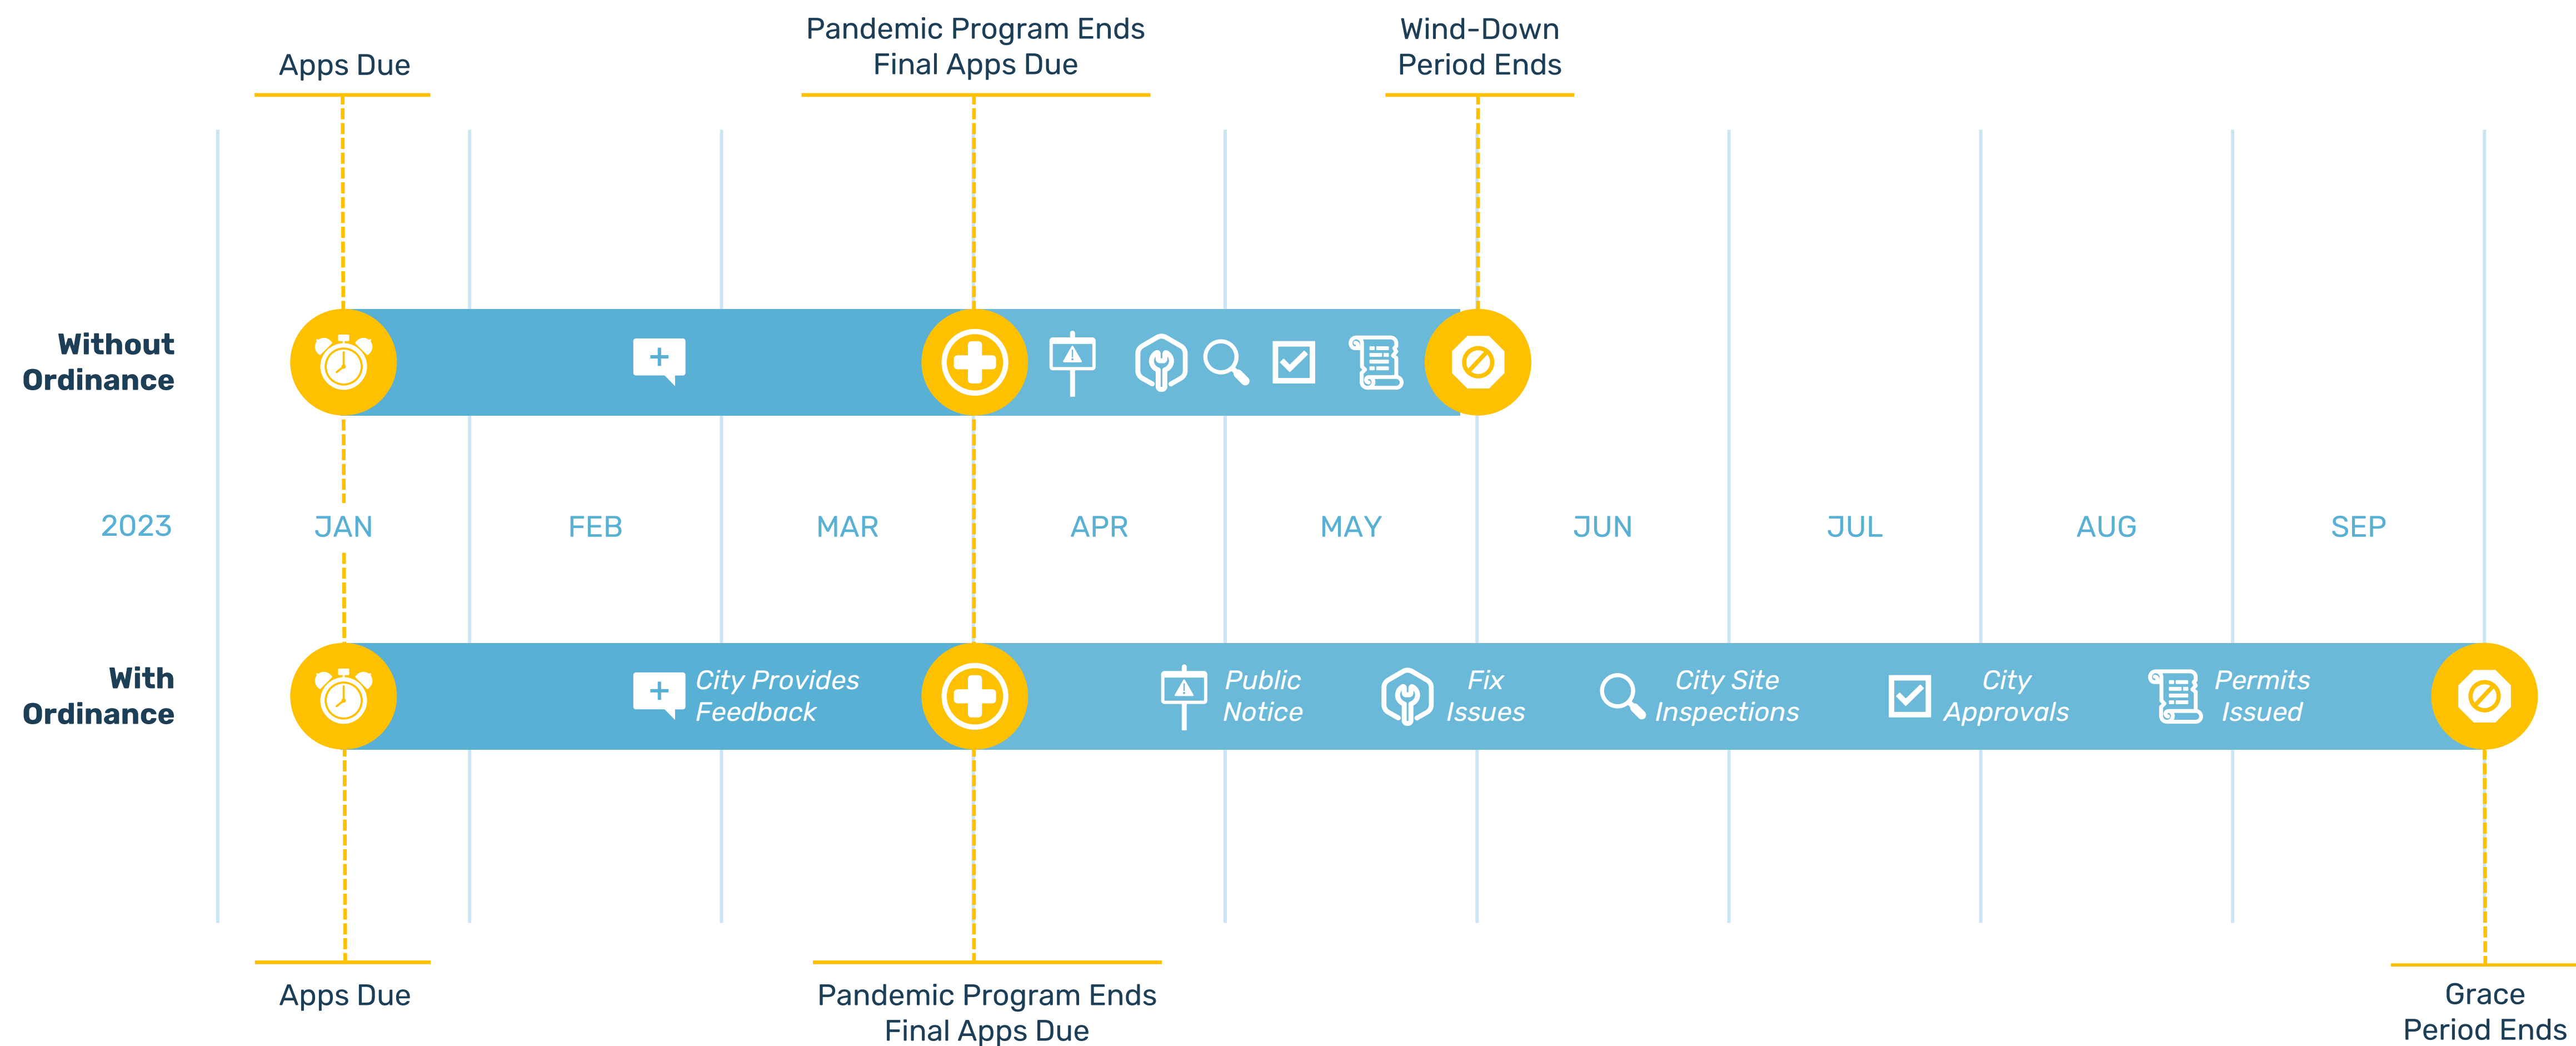 Apps Due
Pandemic Program Ends
Final Apps Due
Wind-Down
Period Ends
Without
Ordinance
2023
JAN
FEB
MAR
APR
MAY
JUN
JUL
AUG
SEP
With
Ordinance
City Provides
Feedback
Public
Notice
Fix
Issues
City Site
Inspections
City
Approvals
Permits
Issued
Apps Due
Pandemic Program Ends
Final Apps Due
Grace
Period Ends